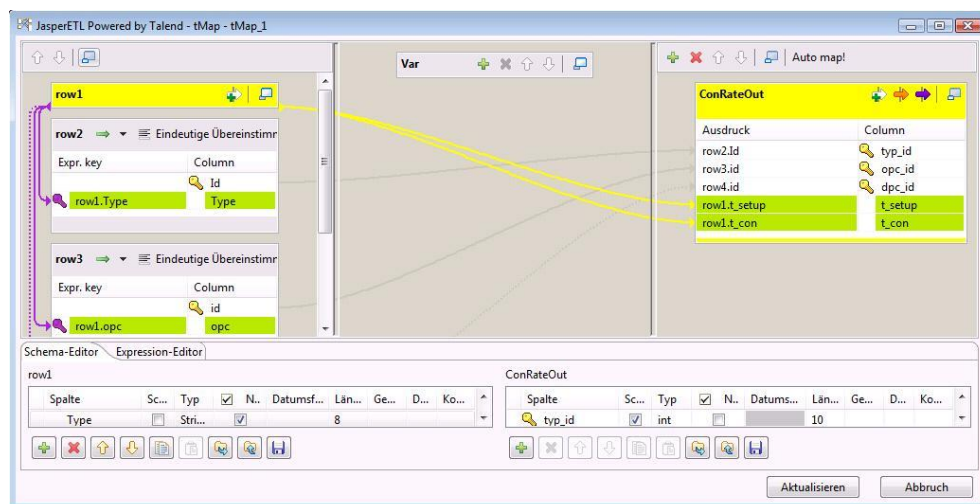 JasperETL Powered by Talend - tMap - tMap_1
Var
Auto map!
row1
row2 Eindeutige Übereinstimm
Expr. key Column
Id
row1.Type Type
row3 Eindeutige Übereinstimm
Expr. key Column
id
row1.opc opc
ConRateOut
Ausdruck Column
row2.Id typ_id
row3.id opc_id
row4.id dpc_id
row1.t_setup t_setup
row1.t_con t_con
Schema-Editor Expression-Editor
row1
Spalte Sc... Typ N.. Datumsf... Län... Ge... D... Ko...
Type Stri... 8
ConRateOut
Spalte Sc... Typ N.. Datums... Län... Ge... D... Ko...
typ_id int 10
Aktualisieren Abbruch